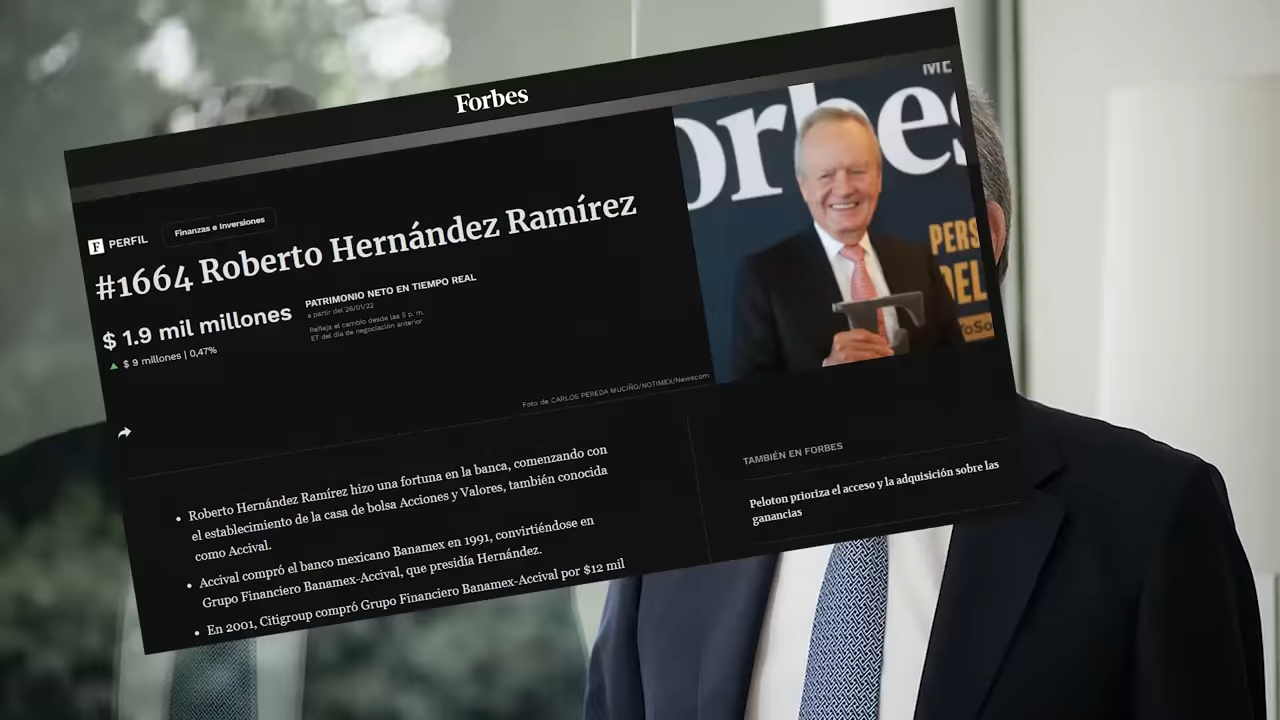 Forbes
F PERFIL
Finanzas e Inversiones
#1664 Roberto Hernández Ramírez
$ 1.9 mil millones
$ 9 millones | 0,47%
PATRIMONIO NETO EN TIEMPO REAL
a partir del 26/01/22
Refleja el cambio desde las 5 p. m.
ET del día de negociación anterior
orbes
PERS
DEL
YoSo
Foto de CARLOS PEREDA MUCIÑO/NOTIMEX/Newscom
• Roberto Hernández Ramírez hizo una fortuna en la banca, comenzando con
el establecimiento de la casa de bolsa Acciones y Valores, también conocida
como Accival.
• Accival compró el banco mexicano Banamex en 1991, convirtiéndose en
Grupo Financiero Banamex-Accival, que presidía Hernández.
• En 2001, Citigroup compró Grupo Financiero Banamex-Accival por $12 mil
TAMBIÉN EN FORBES
Peloton prioriza el acceso y la adquisición sobre las
ganancias